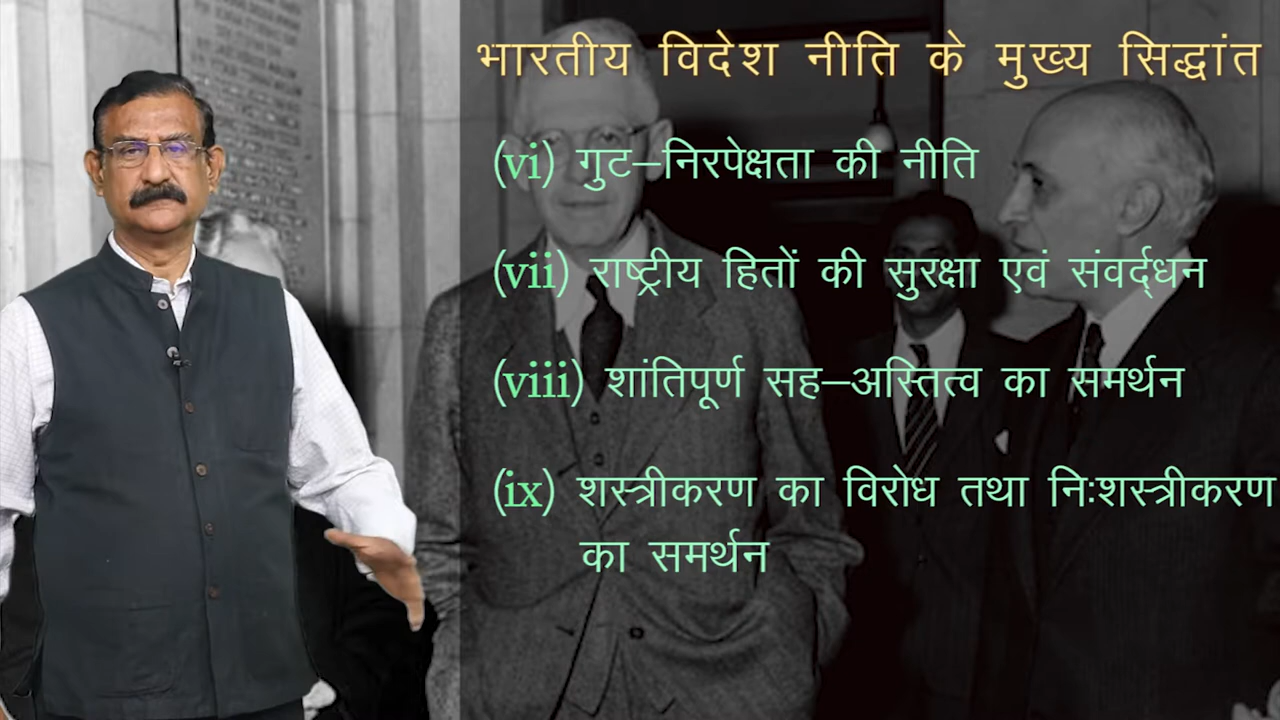 भारतीय विदेश नीति के मुख्य सिद्धांत
(vi) गुट–निरपेक्षता की नीति
(vii) राष्ट्रीय हितों की सुरक्षा एवं संवर्द्धन
(viii) शांतिपूर्ण सह–अस्तित्व का समर्थन
(ix) शस्त्रीकरण का विरोध तथा निःशस्त्रीकरण
का समर्थन